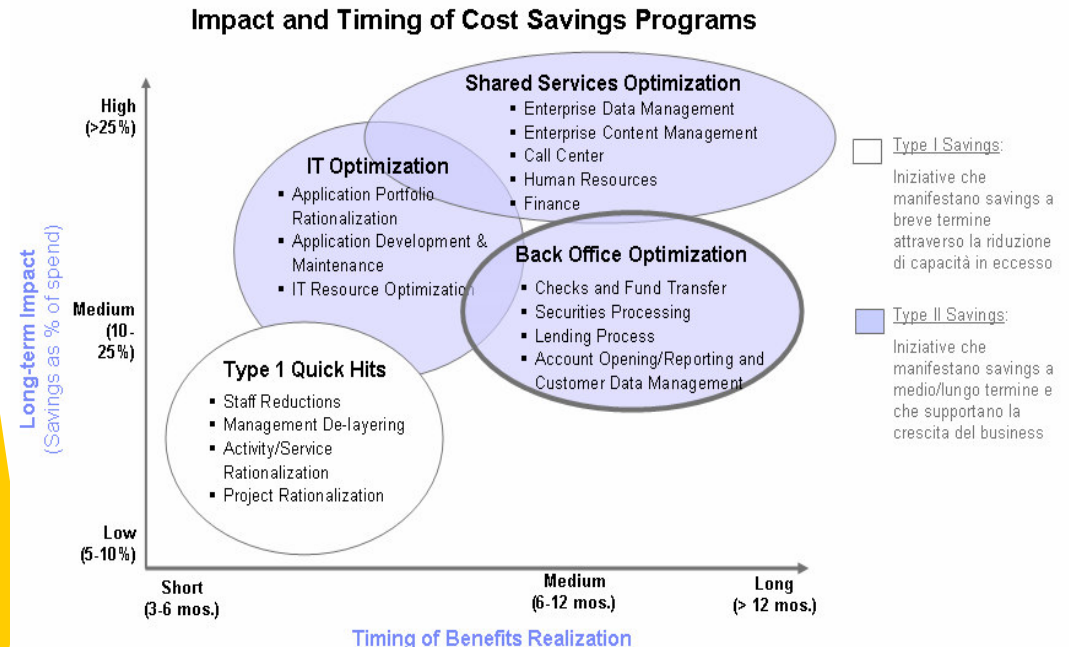 Impact and Timing of Cost Savings Programs
High
(>25%)
Medium
(10-
25%)
Low
(5-10%)
Long-term Impact
(Savings as % of spend)
Shared Services Optimization
▪ Enterprise Data Management
▪ Enterprise Content Management
▪ Call Center
▪ Human Resources
▪ Finance
IT Optimization
▪ Application Portfolio
Rationalization
▪ Application Development &
Maintenance
▪ IT Resource Optimization
Back Office Optimization
▪ Checks and Fund Transfer
▪ Securities Processing
▪ Lending Process
▪ Account Opening/Reporting and
Customer Data Management
Type 1 Quick Hits
▪ Staff Reductions
▪ Management De-layering
▪ Activity/Service
Rationalization
▪ Project Rationalization
Type I Savings:
Iniziative che
manifestano savings a
breve termine
attraverso la riduzione
di capacità in eccesso
Type II Savings:
Iniziative che
manifestano savings a
medio/lungo termine e
che supportano la
crescita del business
Short
(3-6 mos.)
Medium
(6-12 mos.)
Long
(> 12 mos.)
Timing of Benefits Realization